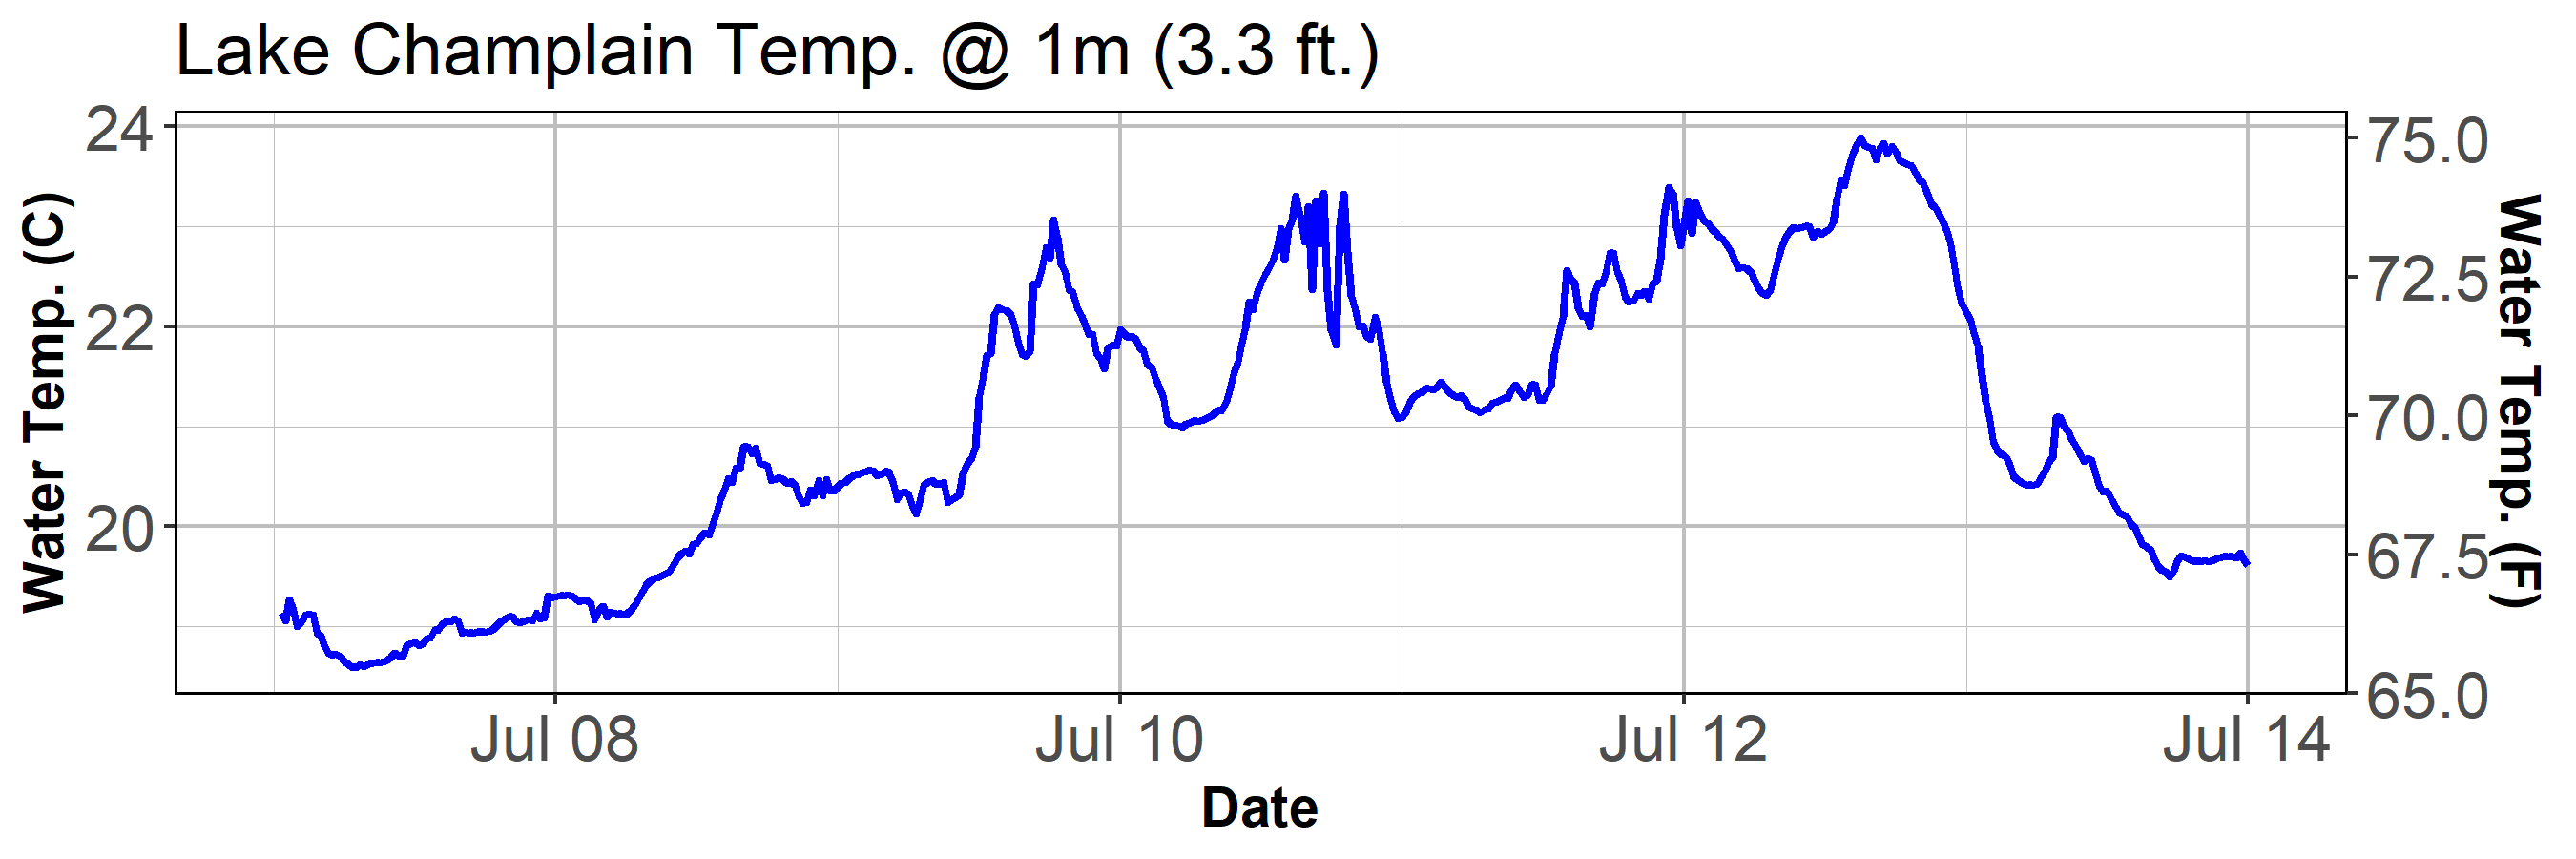 Lake Champlain Temp. @ 1m (3.3 ft.)
Water Temp. (C)
24
22
20
75.0
72.5
70.0
67.5
65.0
Water Temp. (F)
Jul 08
Jul 10
Jul 12
Jul 14
Date